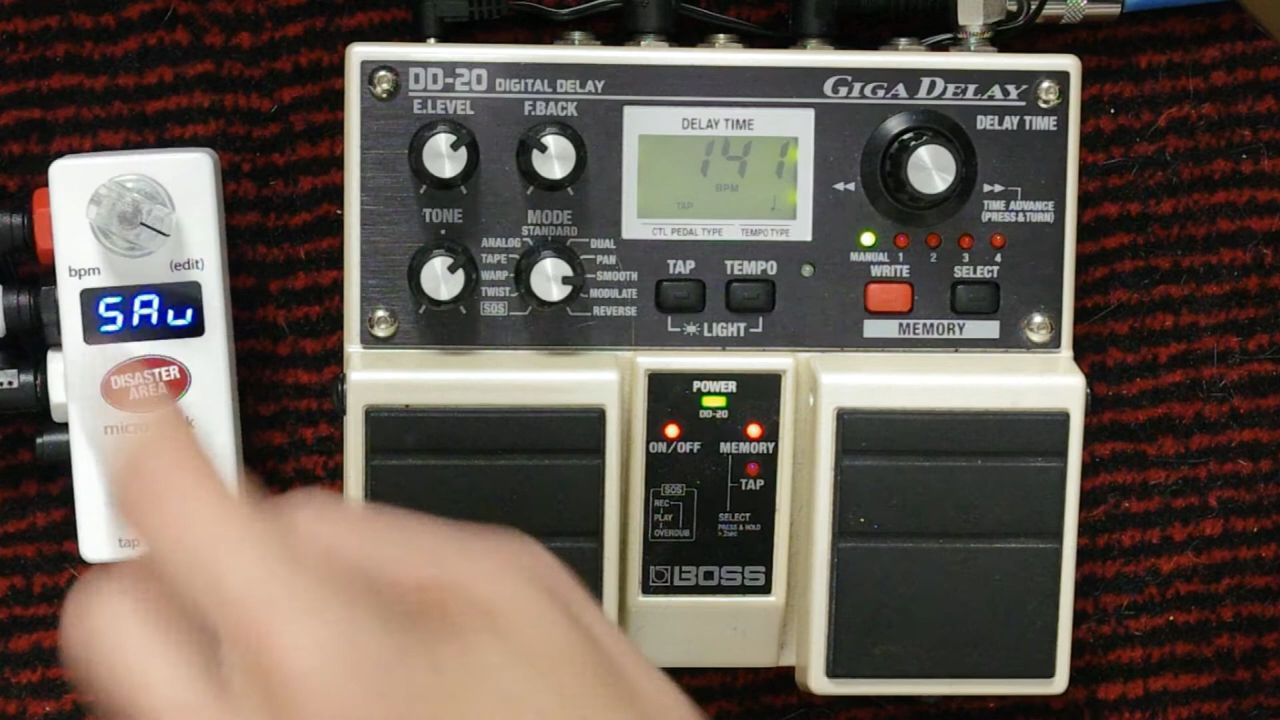 DD-20 DIGITAL DELAY
GIGA DELAY
E.LEVEL
F.BACK
DELAY TIME
141
BPM
TAP
CTL PEDAL TYPE
TEMPO TYPE
DELAY TIME
TIME ADVANCE
(PRESS&TURN)
TONE
MODE
STANDARD
ANALOG
TAPE
WARP
TWIST
SOS
DUAL
PAN
SMOOTH
MODULATE
REVERSE
TAP
TEMPO
LIGHT
MANUAL 1 2 3 4
WRITE
SELECT
MEMORY
bpm
(edit)
SAv
DISASTER
AREA
tap
POWER
DD-20
ON/OFF
MEMORY
TAP
SOS
REC
PLAY
OVERDUB
SELECT
PRESS & HOLD
>2sec
BOSS